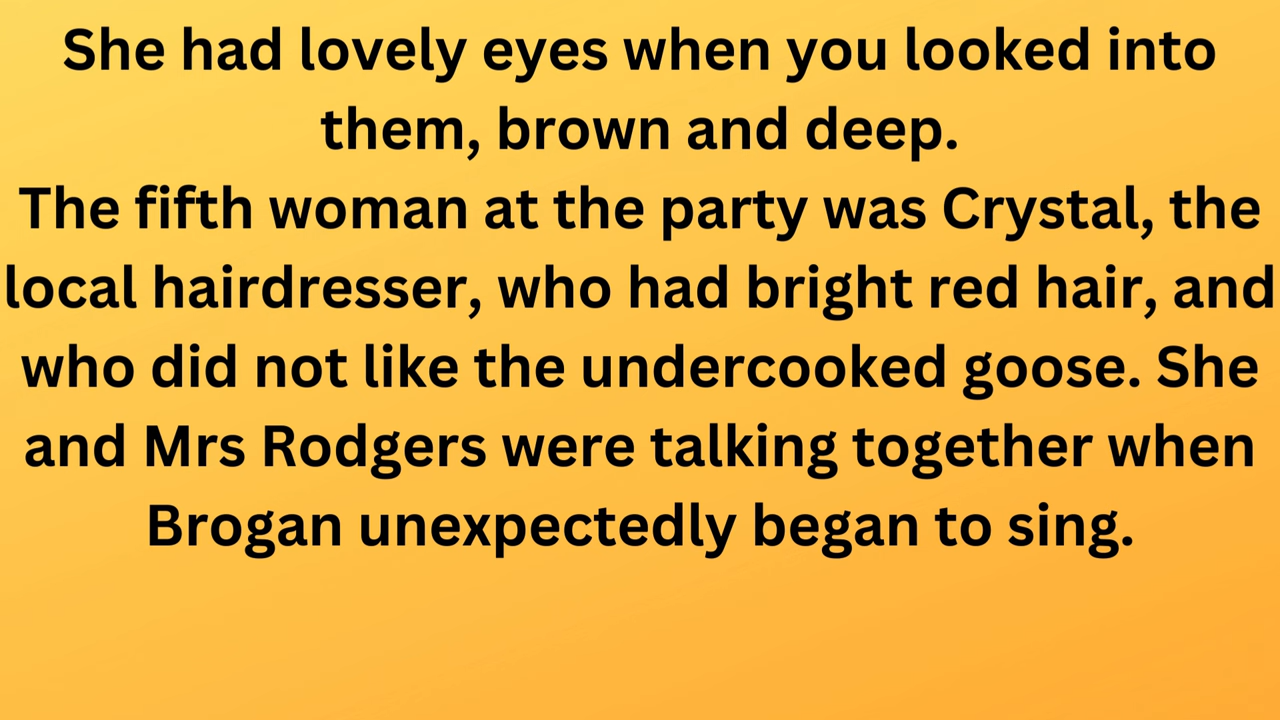 She had lovely eyes when you looked into
them, brown and deep.
The fifth woman at the party was Crystal, the
local hairdresser, who had bright red hair, and
who did not like the undercooked goose. She
and Mrs Rodgers were talking together when
Brogan unexpectedly began to sing.